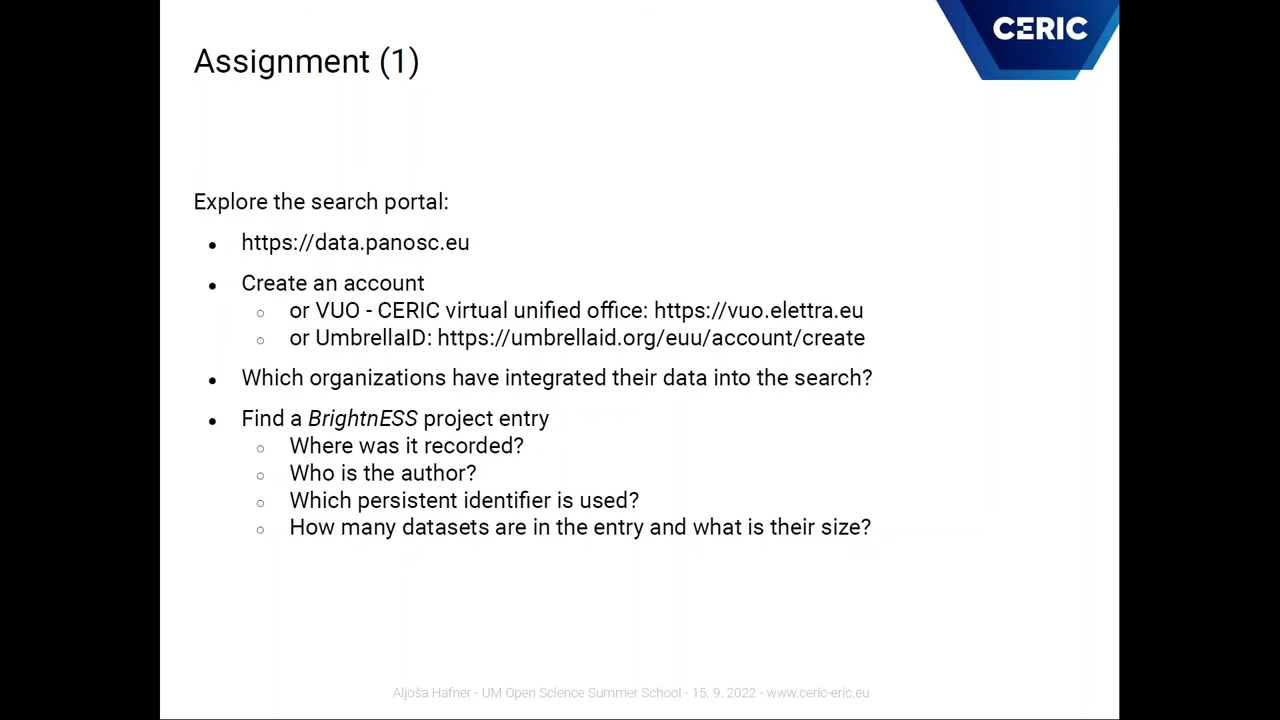 CERIC
Assignment (1)
Explore the search portal:
● https://data.panosc.eu
● Create an account
○ or VUO - CERIC virtual unified office: https://vuo.elettra.eu
○ or UmbrellaID: https://umbrellaid.org/euu/account/create
● Which organizations have integrated their data into the search?
● Find a BrightnESS project entry
○ Where was it recorded?
○ Who is the author?
○ Which persistent identifier is used?
○ How many datasets are in the entry and what is their size?
Aljoša Hafner - UM Open Science Summer School - 15. 9. 2022 - www.ceric-eric.eu